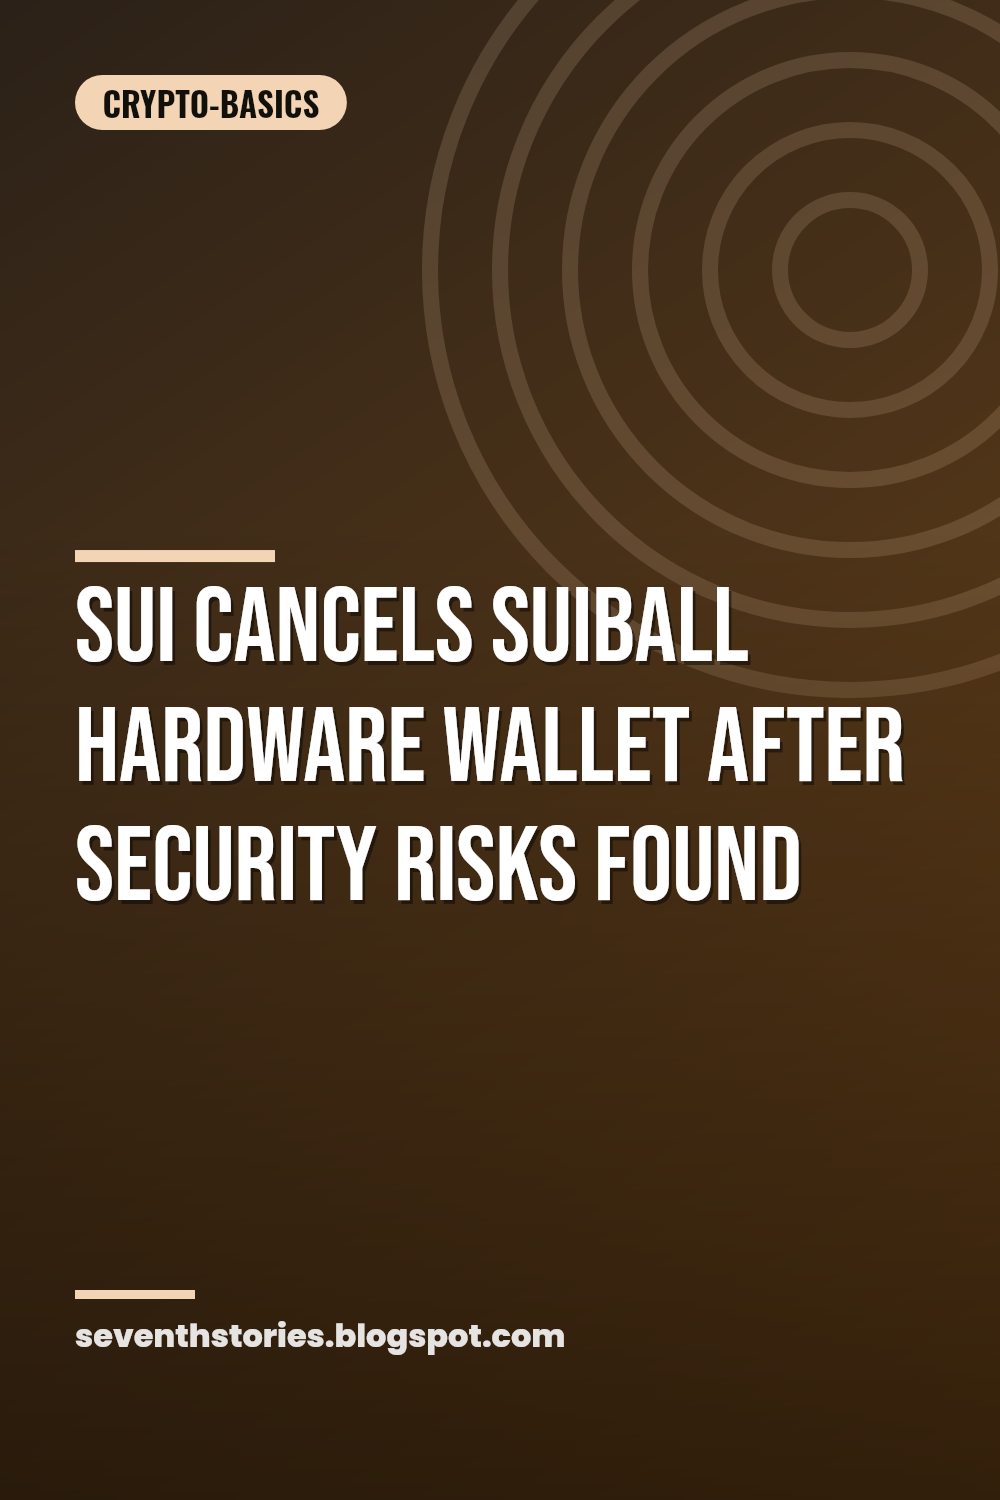 CRYPTO-BASICS
SUI CANCELS SUIBALL
HARDWARE WALLET AFTER
SECURITY RISKS FOUND
seventhstories.blogspot.com